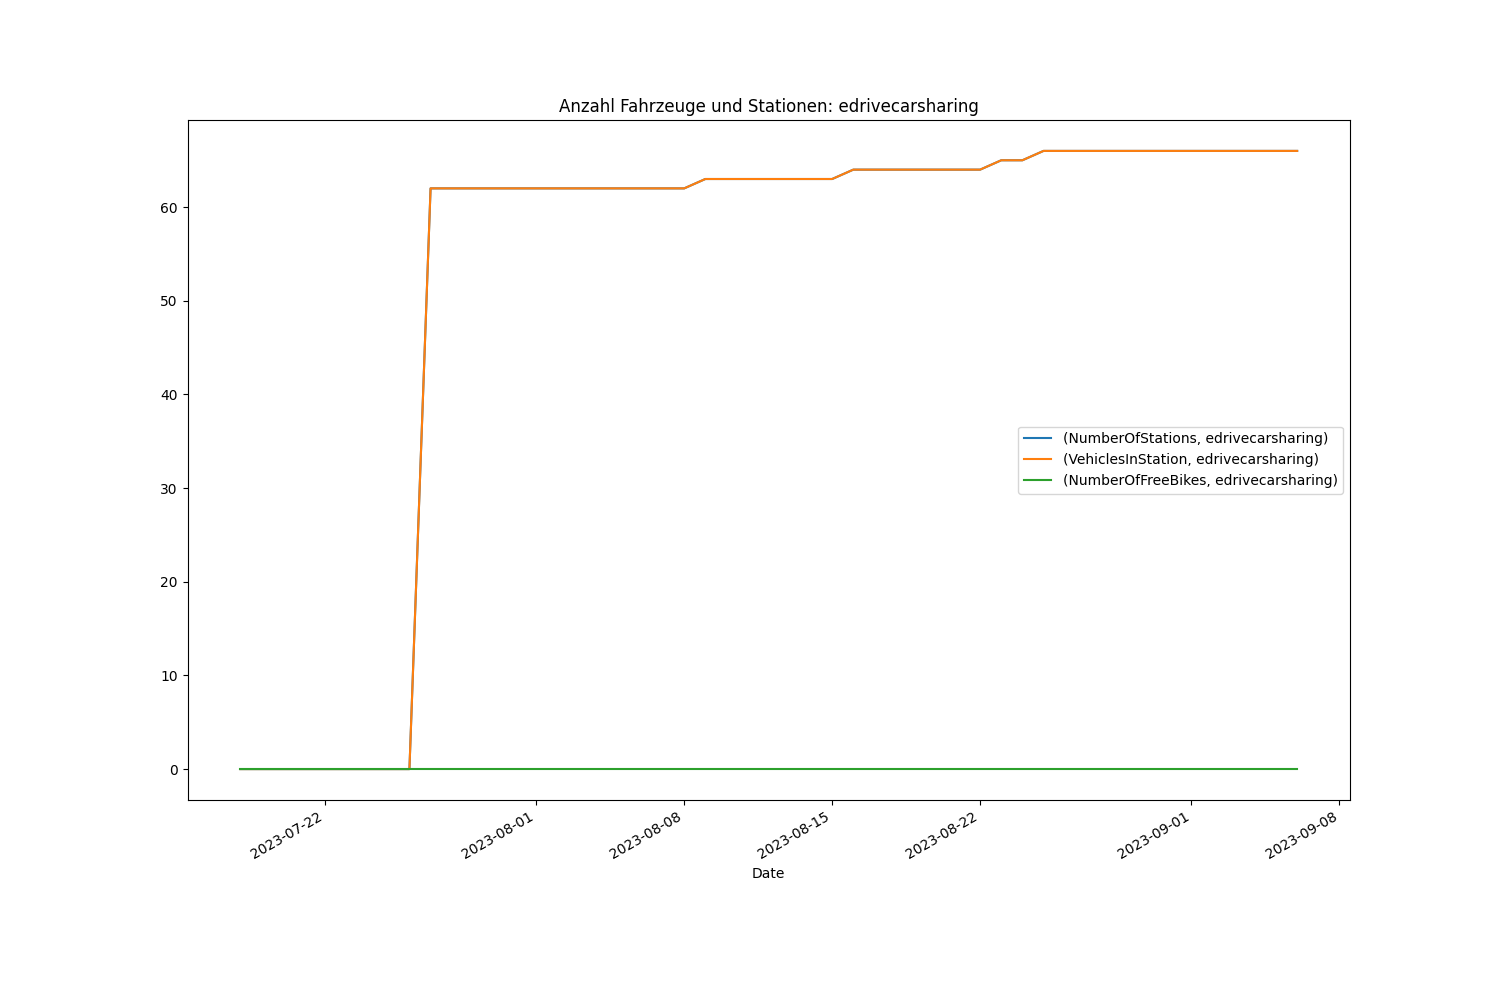 Anzahl Fahrzeuge und Stationen: edrivecarsharing
60
50
40
30
20
10
0
(NumberOfStations, edrivecarsharing)
(VehiclesInStation, edrivecarsharing)
(NumberOfFreeBikes, edrivecarsharing)
2023-07-22
2023-08-01
2023-08-08
2023-08-15
2023-08-22
2023-09-01
2023-09-08
Date